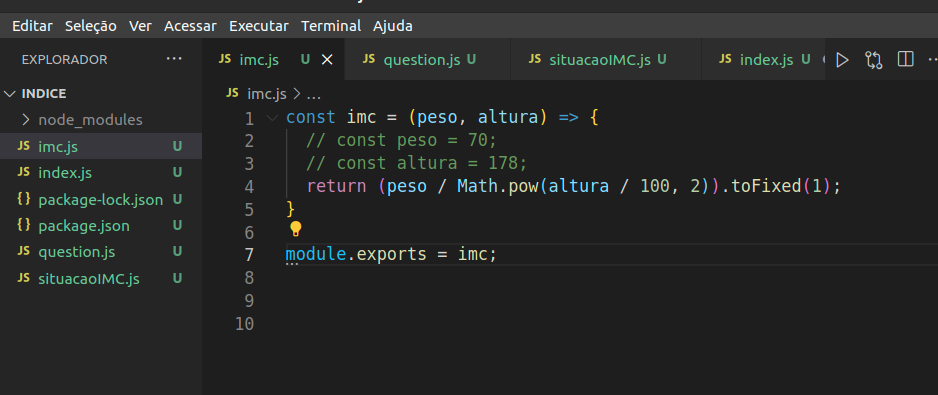 Editar Seleção Ver Acessar Executar Terminal Ajuda
EXPLORADOR ...
JS imc.js U × JS question.js U JS situacaoIMC.js U JS index.js U
INDICE
JS imc.js > ...
node_modules
JS imc.js U
JS index.js U
{} package-lock.json U
{} package.json U
JS question.js U
JS situacaoIMC.js U
1 const imc = (peso, altura) => {
2 // const peso = 70;
3 // const altura = 178;
4 return (peso / Math.pow(altura / 100, 2)).toFixed(1);
5 }
6
7 module.exports = imc;
8
9
10